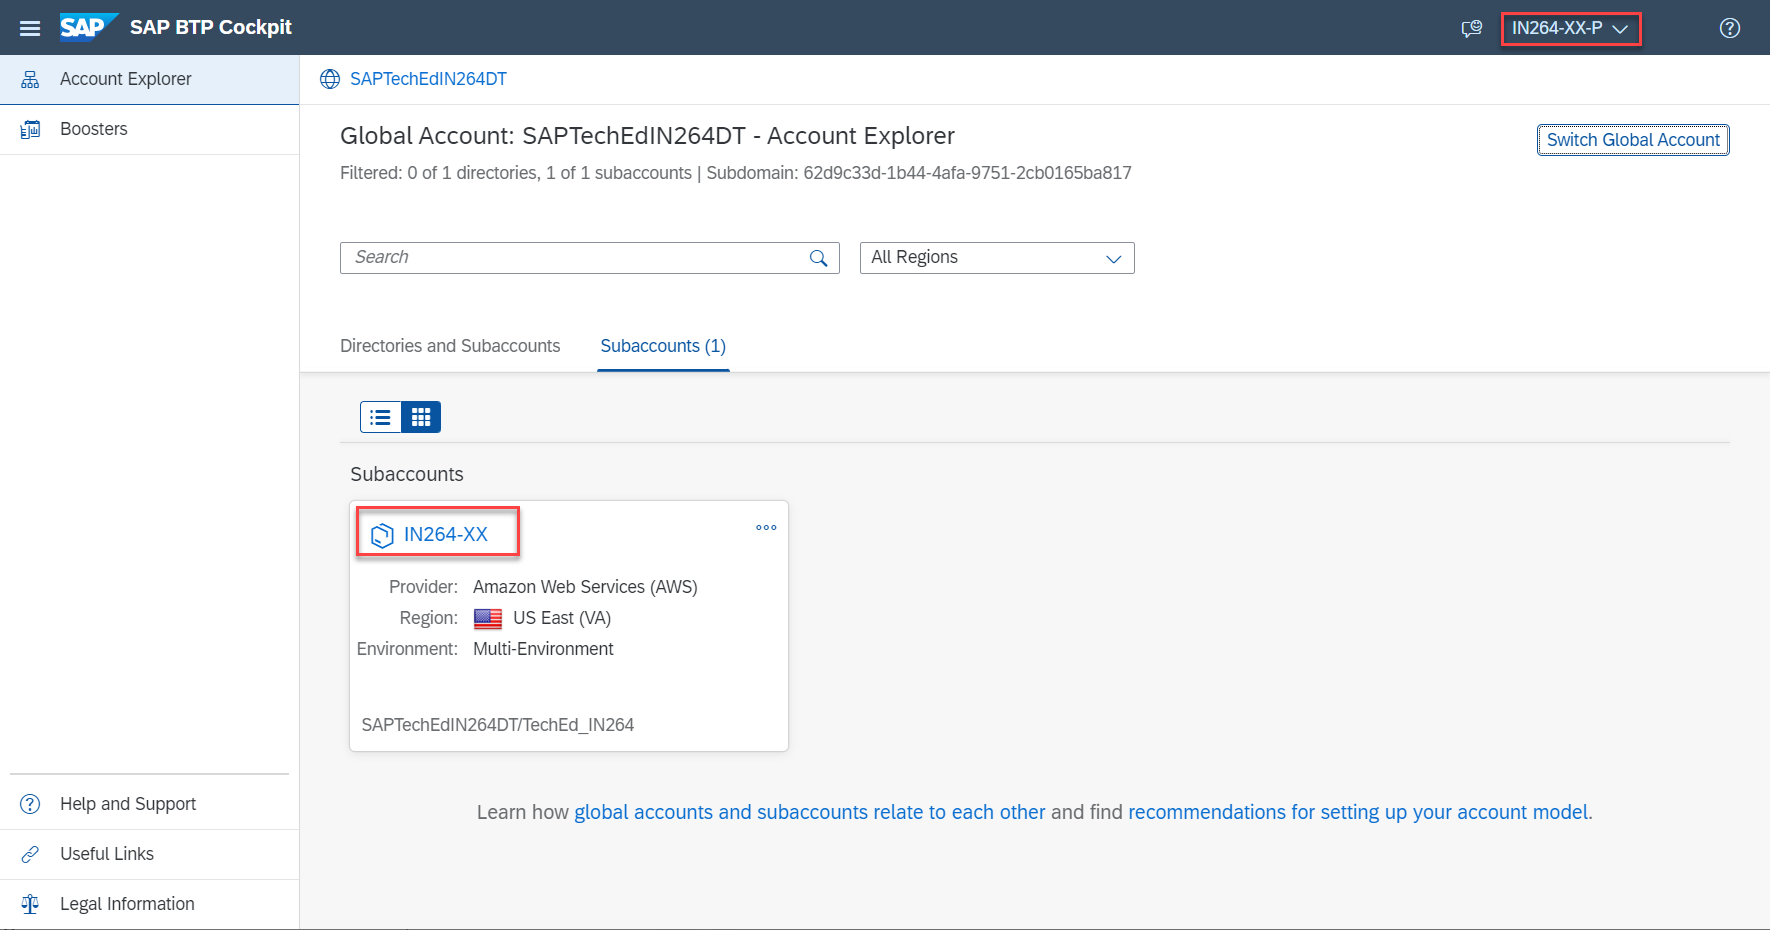 SAP SAP BTP Cockpit
IN264-XX-P
Account Explorer
Boosters
SAPTechEdIN264DT
Global Account: SAPTechEdIN264DT - Account Explorer
Switch Global Account
Filtered: 0 of 1 directories, 1 of 1 subaccounts | Subdomain: 62d9c33d-1b44-4afa-9751-2cb0165ba817
Search
All Regions
Directories and Subaccounts
Subaccounts (1)
Subaccounts
IN264-XX
Provider: Amazon Web Services (AWS)
Region: US East (VA)
Environment: Multi-Environment
SAPTechEdIN264DT/TechEd_IN264
Learn how global accounts and subaccounts relate to each other and find recommendations for setting up your account model.
Help and Support
Useful Links
Legal Information